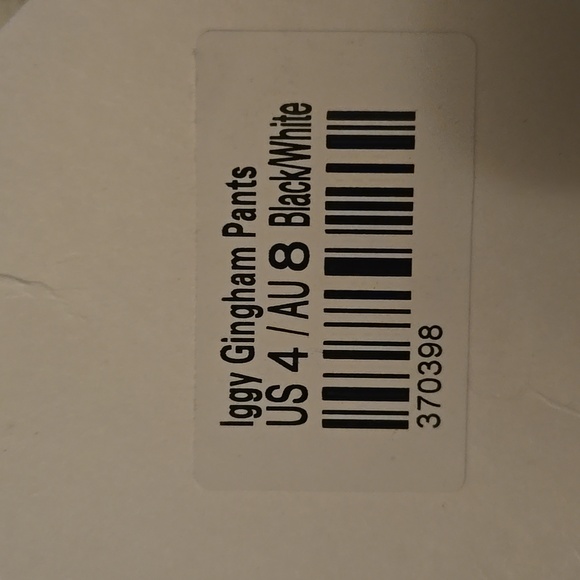 Iggy Gingham Pants
US 4 / AU 8 Black/White
370398